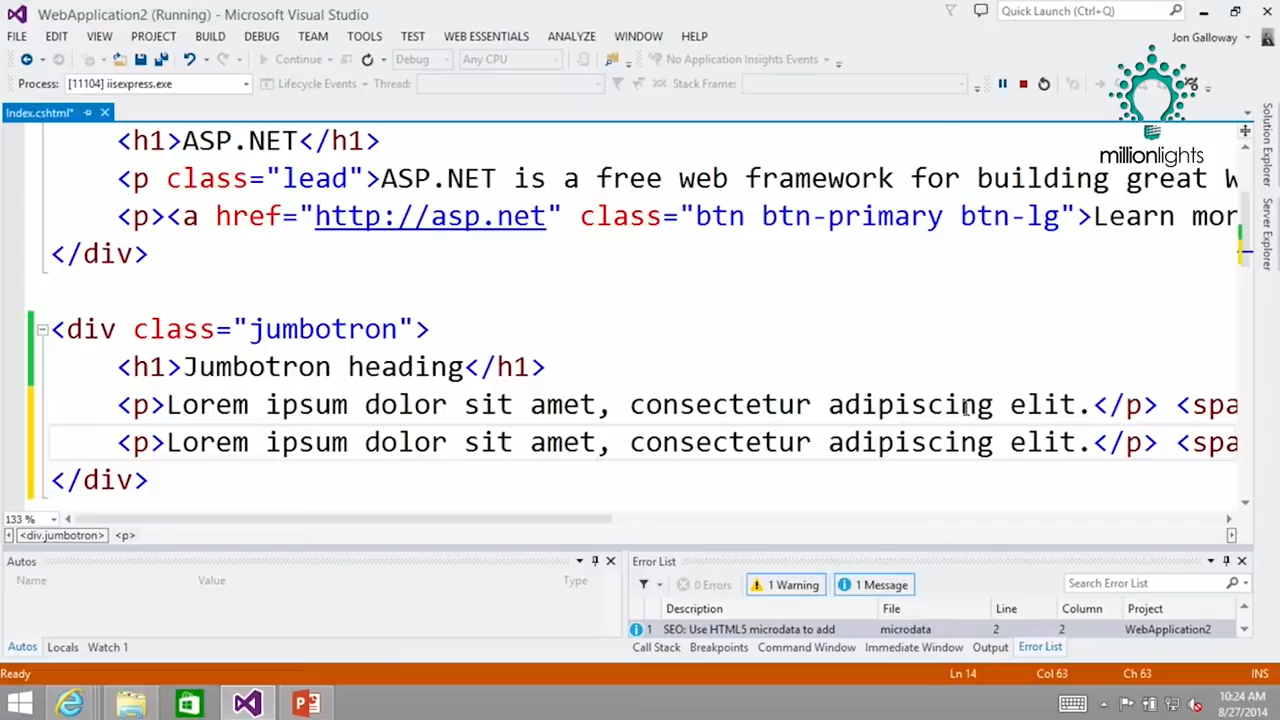 WebApplication2 (Running) - Microsoft Visual Studio
Quick Launch (Ctrl+Q)
FILE EDIT VIEW PROJECT BUILD DEBUG TEAM TOOLS TEST WEB ESSENTIALS ANALYZE WINDOW HELP
Jon Galloway
Continue Debug Any CPU No Application Insights Events
Process: [11104] iisexpress.exe Lifecycle Events Thread: Stack Frame:
Index.cshtml*
millionlights
Solution Explorer
Server Explorer
<h1>ASP.NET</h1>
<p class="lead">ASP.NET is a free web framework for building great W
<p><a href="http://asp.net" class="btn btn-primary btn-lg">Learn mor
</div>
<div class="jumbotron">
<h1>Jumbotron heading</h1>
<p>Lorem ipsum dolor sit amet, consectetur adipiscing elit.</p> <spa
<p>Lorem ipsum dolor sit amet, consectetur adipiscing elit.</p> <spa
</div>
133 %
<div.jumbotron> <p>
Autos
Name Value Type
Autos Locals Watch 1
Error List
0 Errors 1 Warning 1 Message Search Error List
Description File Line Column Project
1 SEO: Use HTML5 microdata to add microdata 2 2 WebApplication2
Call Stack Breakpoints Command Window Immediate Window Output Error List
Ready Ln 14 Col 63 Ch 63 INS
10:24 AM
8/27/2014